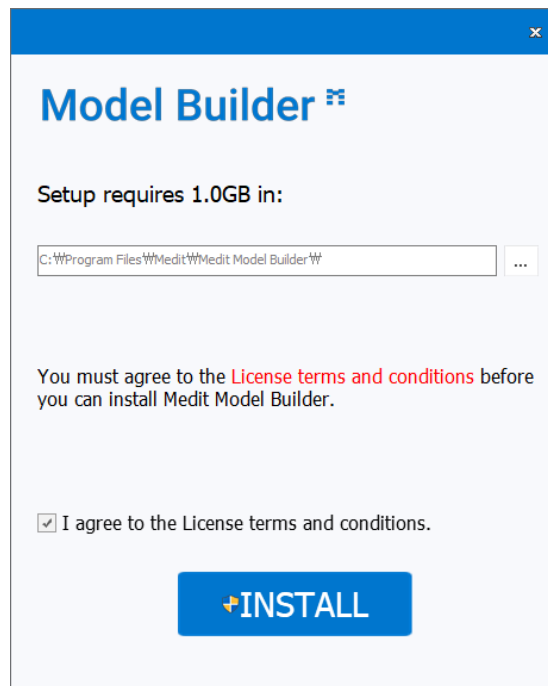 Model Builder
Setup requires 1.0GB in:
C:₩Program Files₩Medit₩Medit Model Builder₩
...
You must agree to the License terms and conditions before
you can install Medit Model Builder.
I agree to the License terms and conditions.
INSTALL